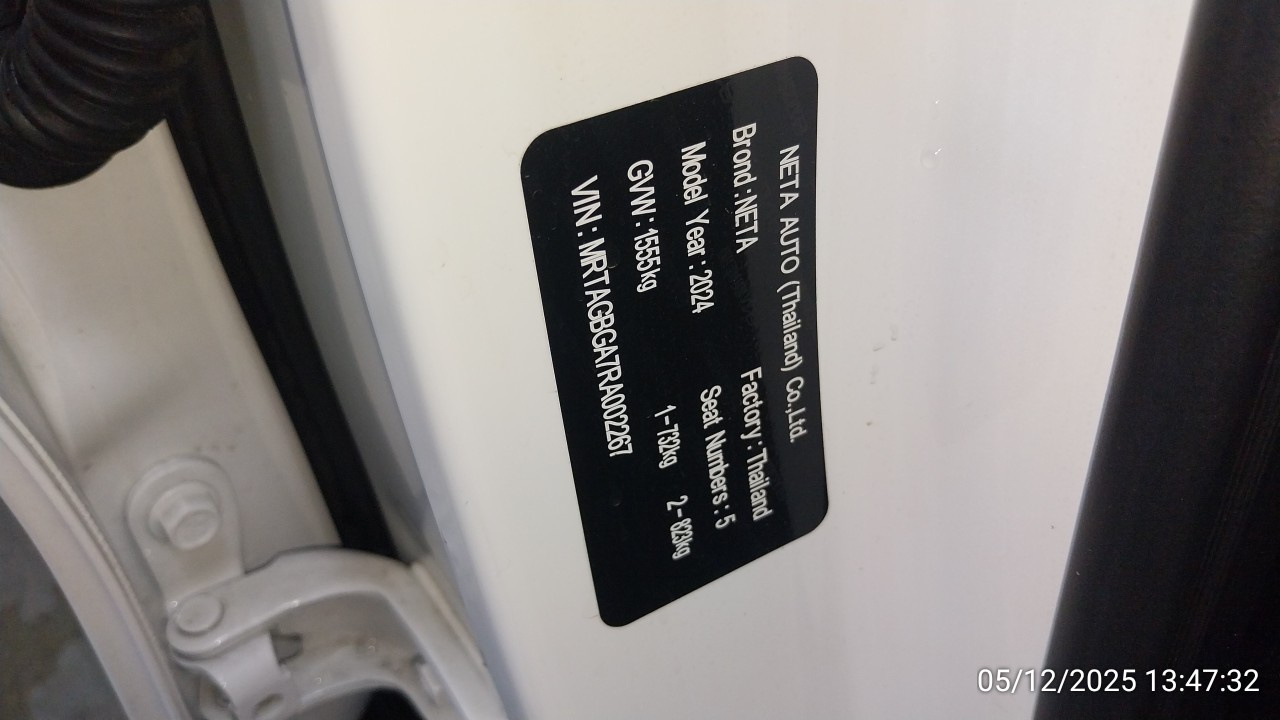 NETA AUTO (Thailand) Co.,Ltd.
Brond :NETA Factory : Thailand
Model Year : 2024 Seat Numbers : 5
GVW : 1555kg 1-732kg 2-823kg
VIN : MRTAGBGA7RA002267
05/12/2025 13:47:32